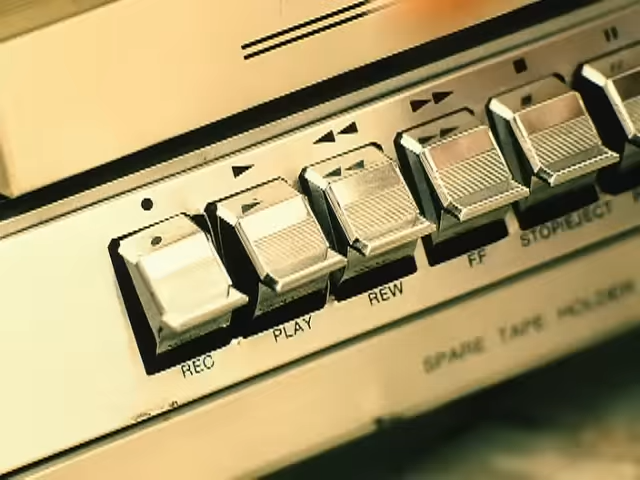 REC
PLAY
REW
FF
STOP/EJECT
SPARE TAPE HOLDER